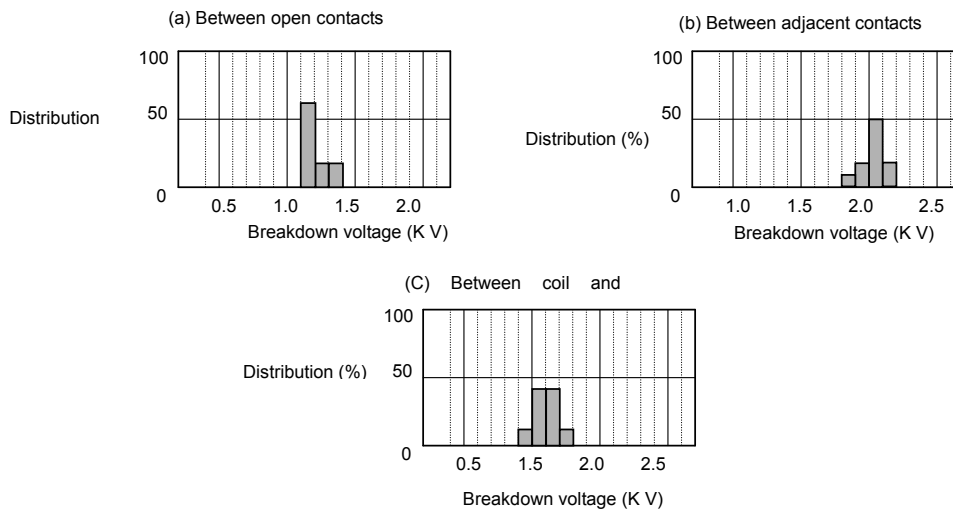 (a) Between open contacts
100
Distribution
50
0
0.5 1.0 1.5 2.0
Breakdown voltage (K V)
(b) Between adjacent contacts
100
50
Distribution (%)
0
1.0 1.5 2.0 2.5
Breakdown voltage (K V)
(C) Between coil and
100
Distribution (%)
50
0
0.5 1.5 2.0 2.5
Breakdown voltage (K V)